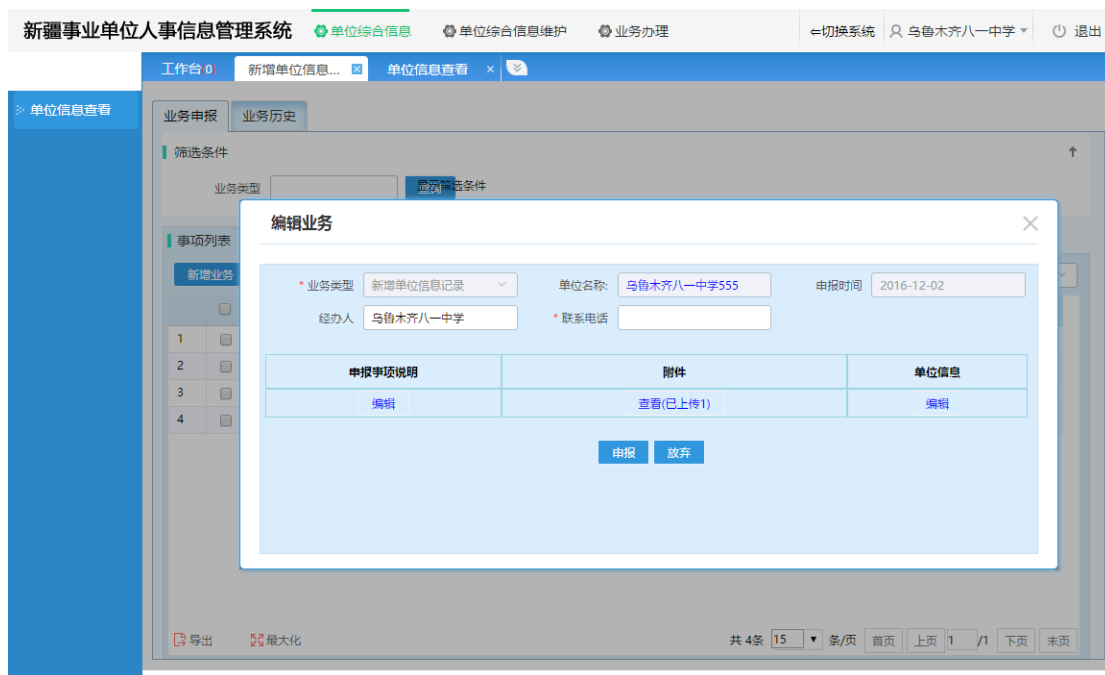 新疆事业单位人事信息管理系统 单位综合信息 单位综合信息维护 业务办理 切换系统 乌鲁木齐八一中学 退出
工作台(0) 新增单位信息... 单位信息查看
单位信息查看
业务申报 业务历史
筛选条件
业务类型 显示筛选条件
编辑业务
事项列表
新增业务
* 业务类型 新增单位信息记录 单位名称: 乌鲁木齐八一中学555 申报时间 2016-12-02
经办人 乌鲁木齐八一中学 * 联系电话
申报事项说明 附件 单位信息
编辑 查看(已上传1) 编辑
1
2
3
4
申报 放弃
导出 最大化 共 4条 15 条/页 首页 上页 1 /1 下页 末页